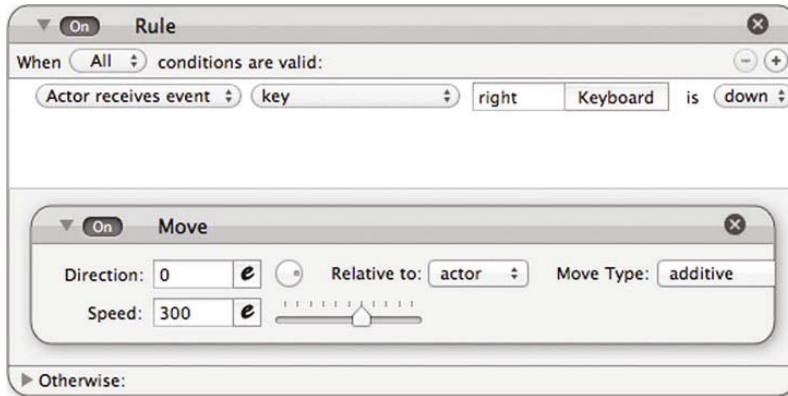 On Rule
When All conditions are valid:
Actor receives event key right Keyboard is down
On Move
Direction: 0 e Relative to: actor Move Type: additive
Speed: 300 e
Otherwise: